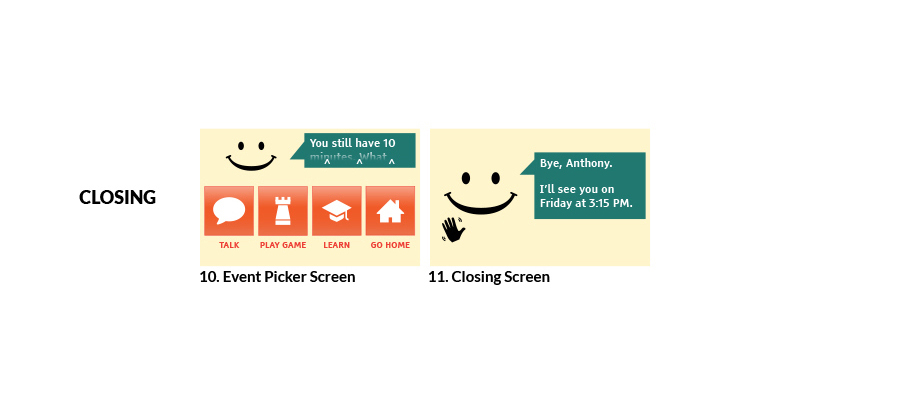 CLOSING
You still have 10
minutes. What
TALK
PLAY GAME
LEARN
GO HOME
10. Event Picker Screen
Bye, Anthony.
I'll see you on
Friday at 3:15 PM.
11. Closing Screen